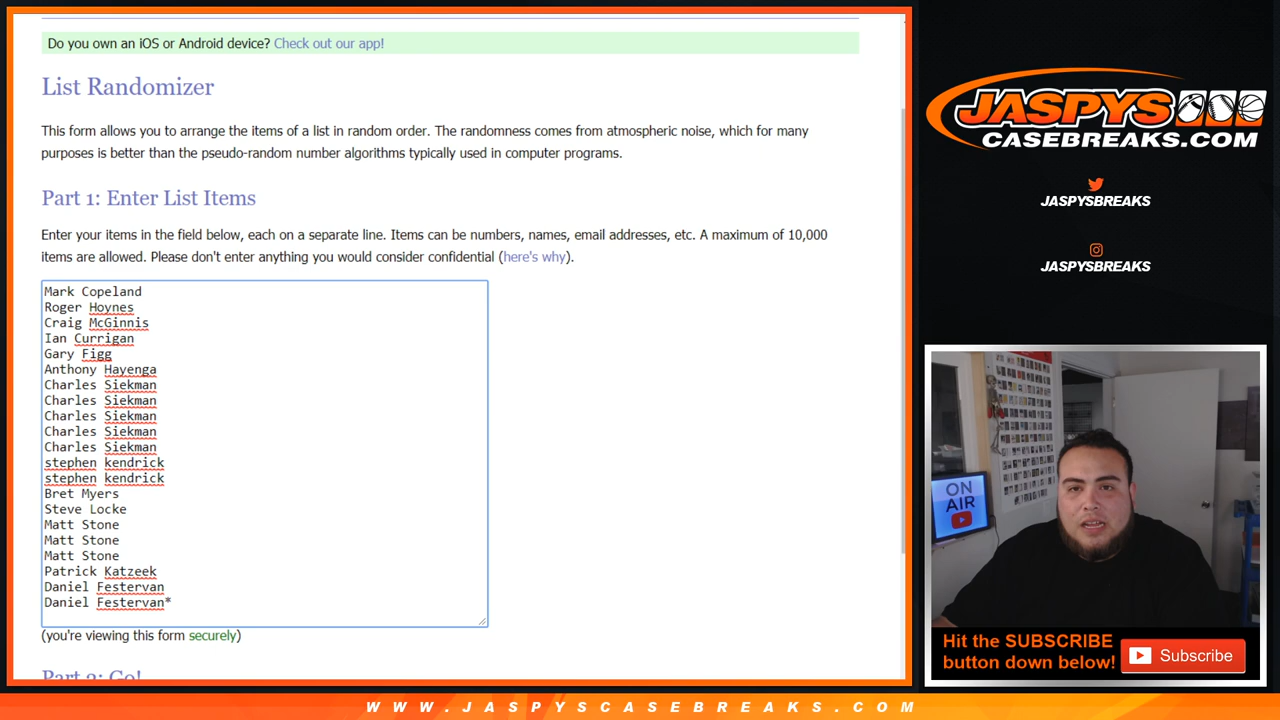 Do you own an iOS or Android device? Check out our app!
List Randomizer
This form allows you to arrange the items of a list in random order. The randomness comes from atmospheric noise, which for many
purposes is better than the pseudo-random number algorithms typically used in computer programs.
Part 1: Enter List Items
Enter your items in the field below, each on a separate line. Items can be numbers, names, email addresses, etc. A maximum of 10,000
items are allowed. Please don't enter anything you would consider confidential (here's why).
Mark Copeland
Roger Hoynes
Craig McGinnis
Ian Currigan
Gary Figg
Anthony Hayenga
Charles Siekman
Charles Siekman
Charles Siekman
Charles Siekman
Charles Siekman
stephen kendrick
stephen kendrick
Bret Myers
Steve Locke
Matt Stone
Matt Stone
Matt Stone
Patrick Katzeek
Daniel Festervan
Daniel Festervan*
(you're viewing this form securely)
Part 2: Go!
JASPYS
CASEBREAKS.COM
JASPYSBREAKS
JASPYSBREAKS
ON
AIR
Hit the SUBSCRIBE
button down below!
Subscribe
WWW.JASPYSCASEBREAKS.COM